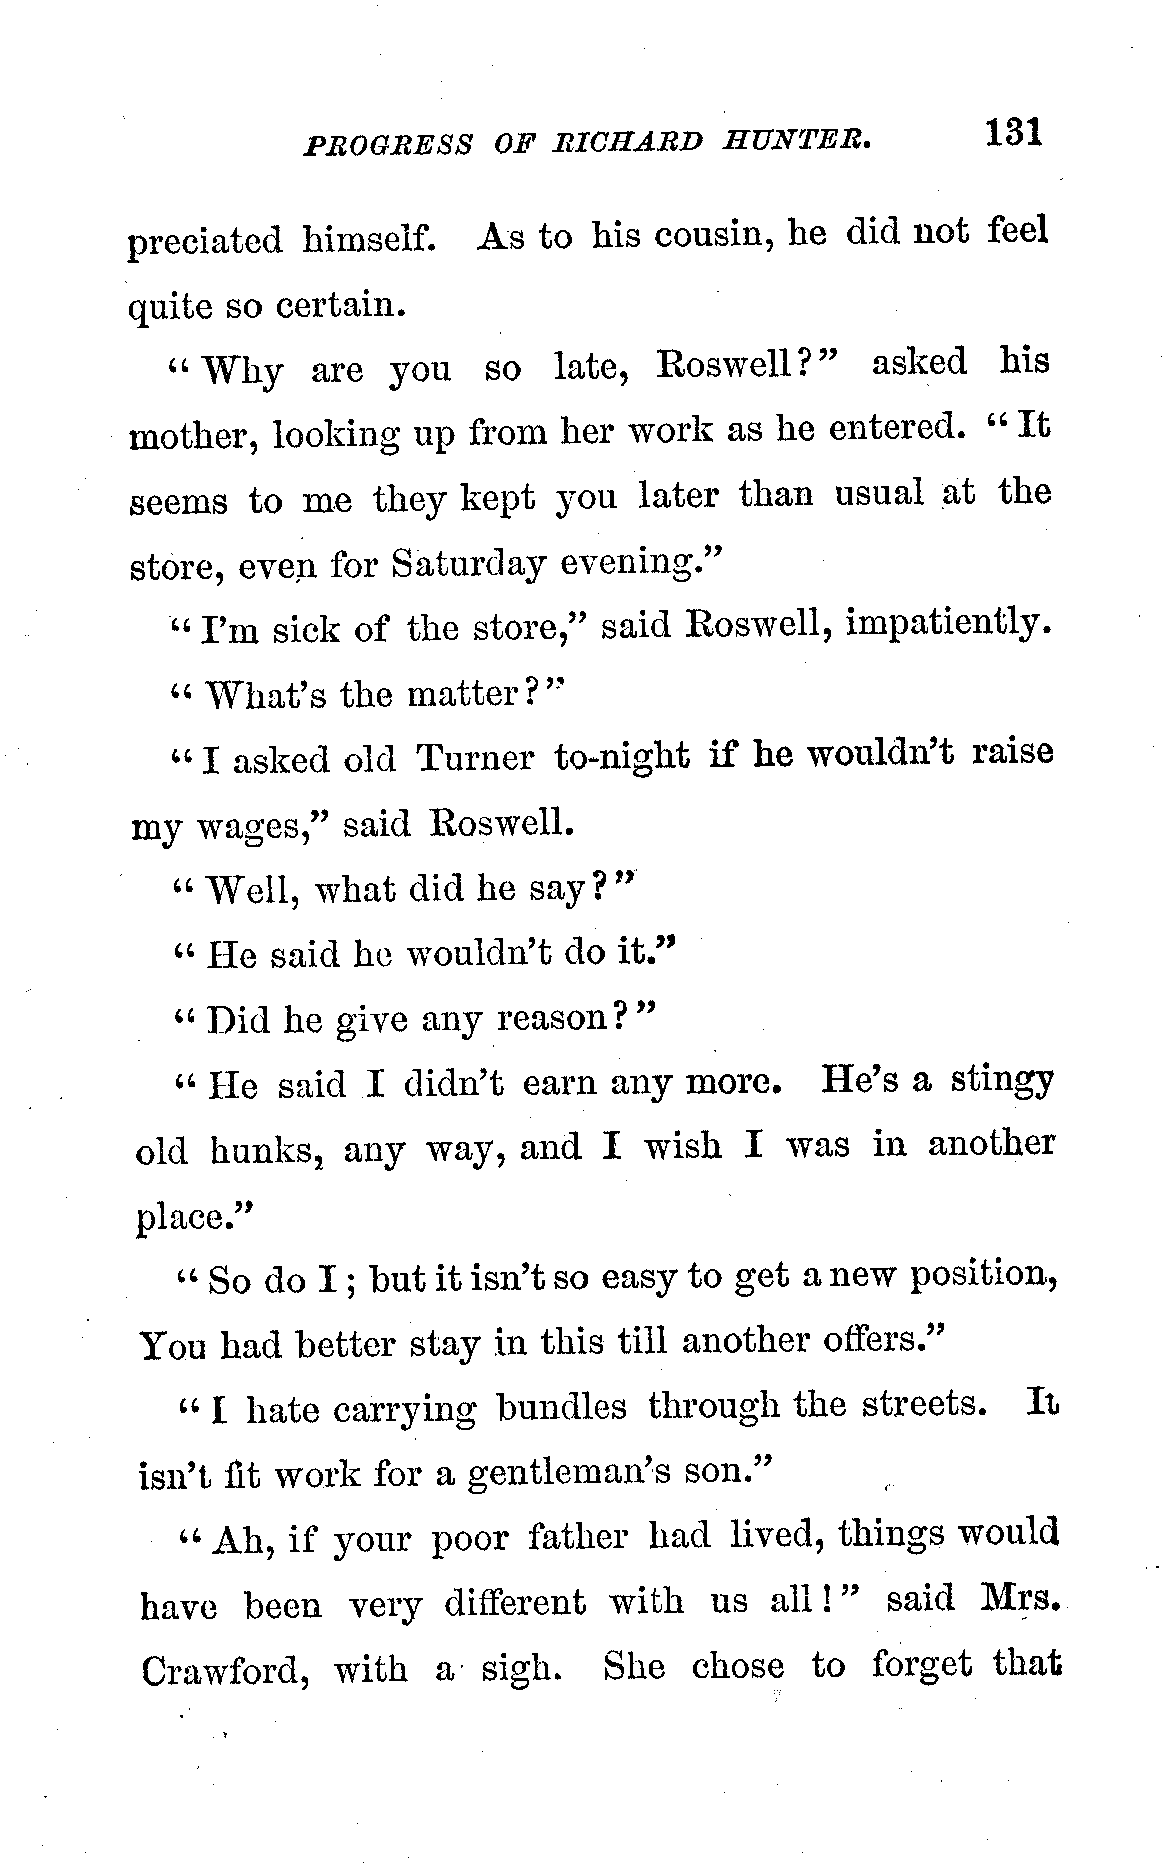 PROGRESS OF RICHARD HUNTER. 131
preciated himself. As to his cousin, he did not feel
quite so certain.
“Why are you so late, Roswell?” asked his
mother, looking up from her work as he entered. “It
seems to me they kept you later than usual at the
store, even for Saturday evening.”
“I’m sick of the store,” said Roswell, impatiently.
“What’s the matter?”
“I asked old Turner to-night if he wouldn’t raise
my wages,” said Roswell.
“Well, what did he say?”
“He said he wouldn’t do it.”
“Did he give any reason?”
“He said I didn’t earn any more. He’s a stingy
old hunks, any way, and I wish I was in another
place.”
“So do I; but it isn’t so easy to get a new position,
You had better stay in this till another offers.”
“I hate carrying bundles through the streets. It
isn’t fit work for a gentleman’s son.”
“Ah, if your poor father had lived, things would
have been very different with us all!” said Mrs.
Crawford, with a sigh. She chose to forget that